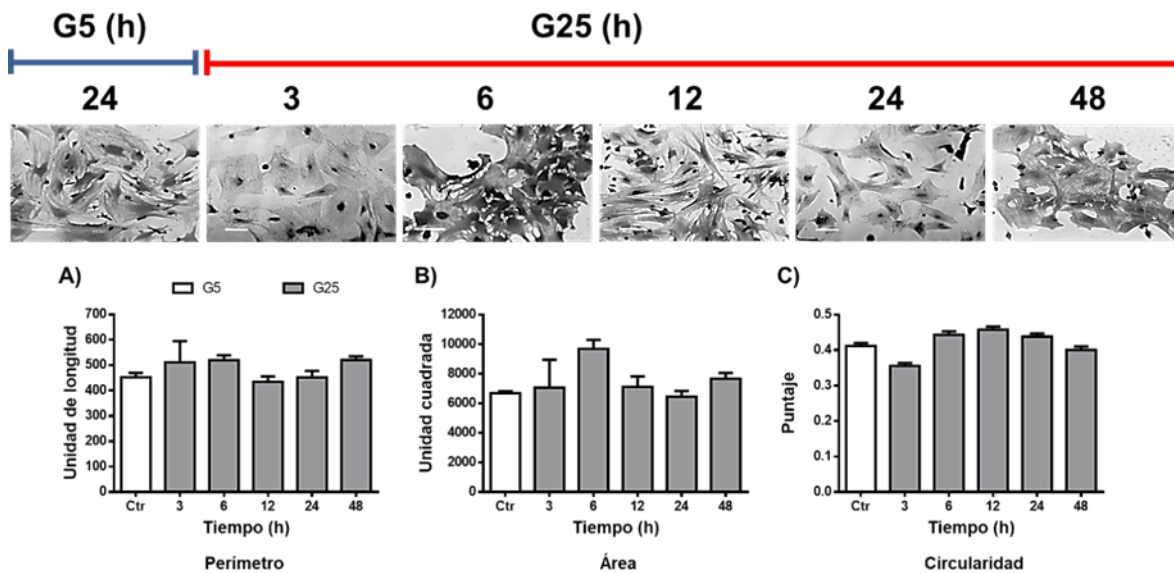 G5 (h) G25 (h)
24 3 6 12 24 48
A) B) C)
G5 G25
Unidad de longitud
700
600
500
400
300
200
100
0
Ctr 3 6 12 24 48
Tiempo (h)
Perímetro
Unidad cuadrada
12000
10000
8000
6000
4000
2000
0
Ctr 3 6 12 24 48
Tiempo (h)
Área
Puntaje
0.5
0.4
0.3
0.2
0.1
0.0
Ctr 3 6 12 24 48
Tiempo (h)
Circularidad